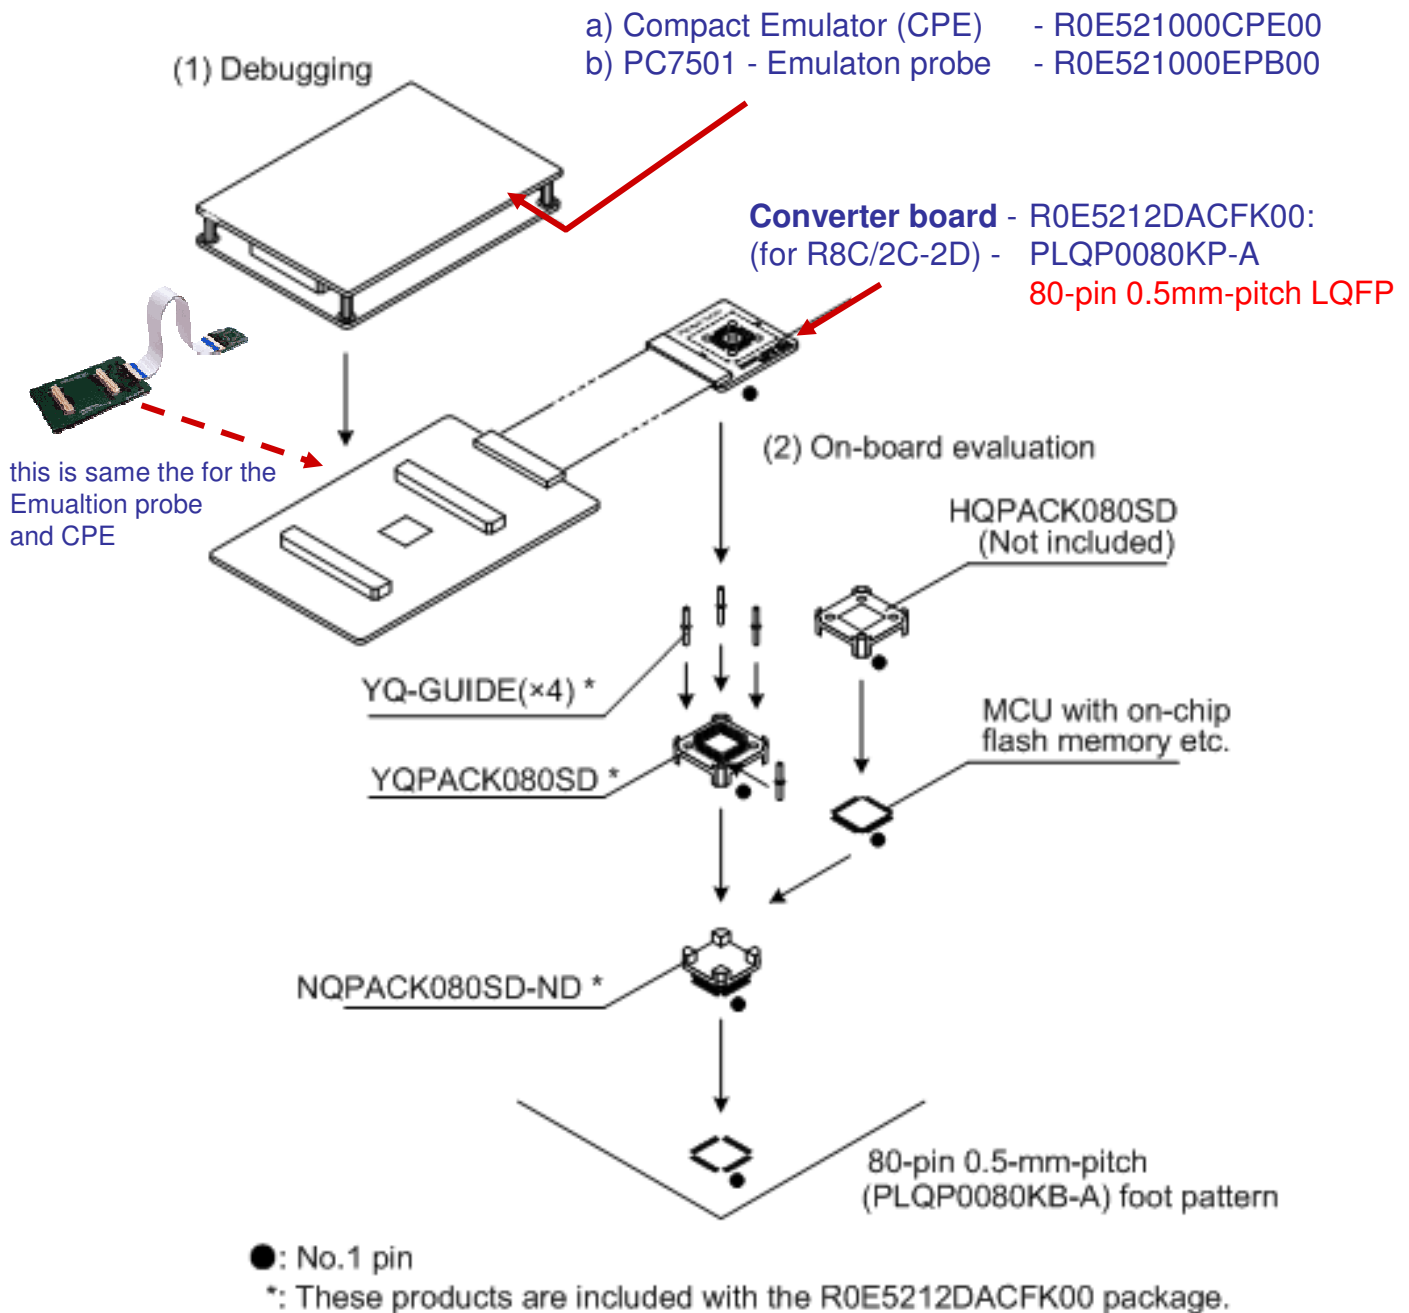 a) Compact Emulator (CPE) - R0E521000CPE00
b) PC7501 - Emulaton probe - R0E521000EPB00
(1) Debugging
Converter board - R0E5212DACFK00:
(for R8C/2C-2D) - PLQP0080KP-A
80-pin 0.5mm-pitch LQFP
this is same the for the
Emualtion probe
and CPE
(2) On-board evaluation
HQPACK080SD
(Not included)
YQ-GUIDE(×4) *
MCU with on-chip
flash memory etc.
YQPACK080SD *
NQPACK080SD-ND *
80-pin 0.5-mm-pitch
(PLQP0080KB-A) foot pattern
●: No.1 pin
*: These products are included with the R0E5212DACFK00 package.